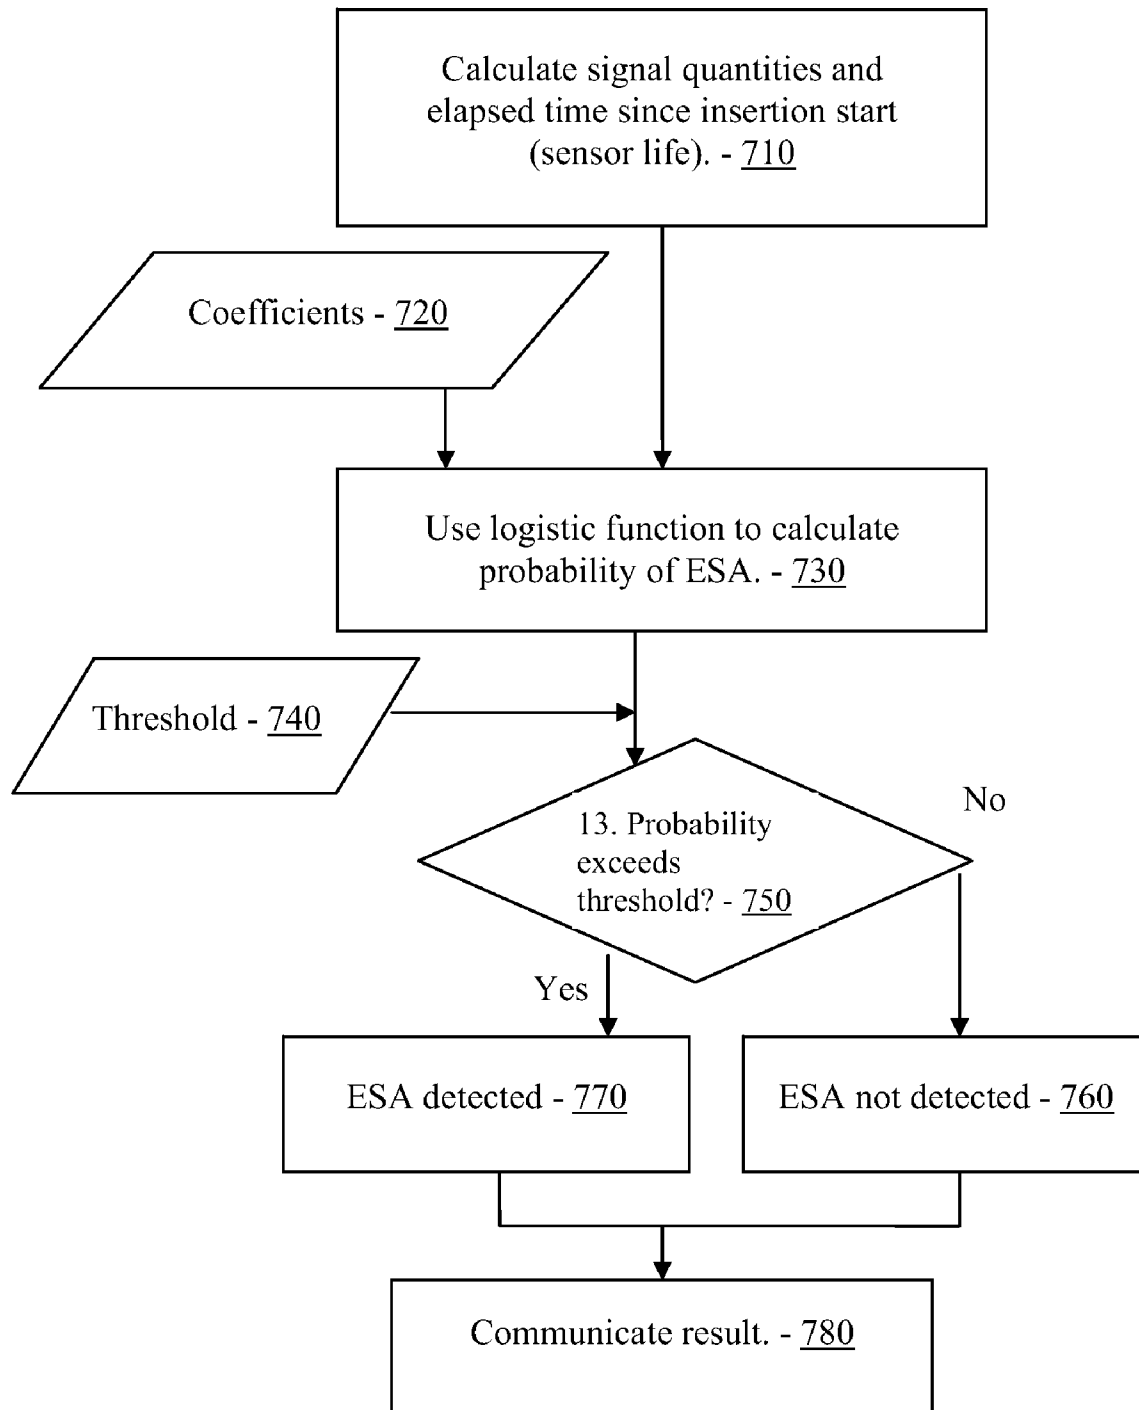 Calculate signal quantities and
elapsed time since insertion start
(sensor life). - 710
Coefficients - 720
Use logistic function to calculate
probability of ESA. - 730
Threshold - 740
No
13. Probability
exceeds
threshold? - 750
Yes
ESA detected - 770
ESA not detected - 760
Communicate result. - 780